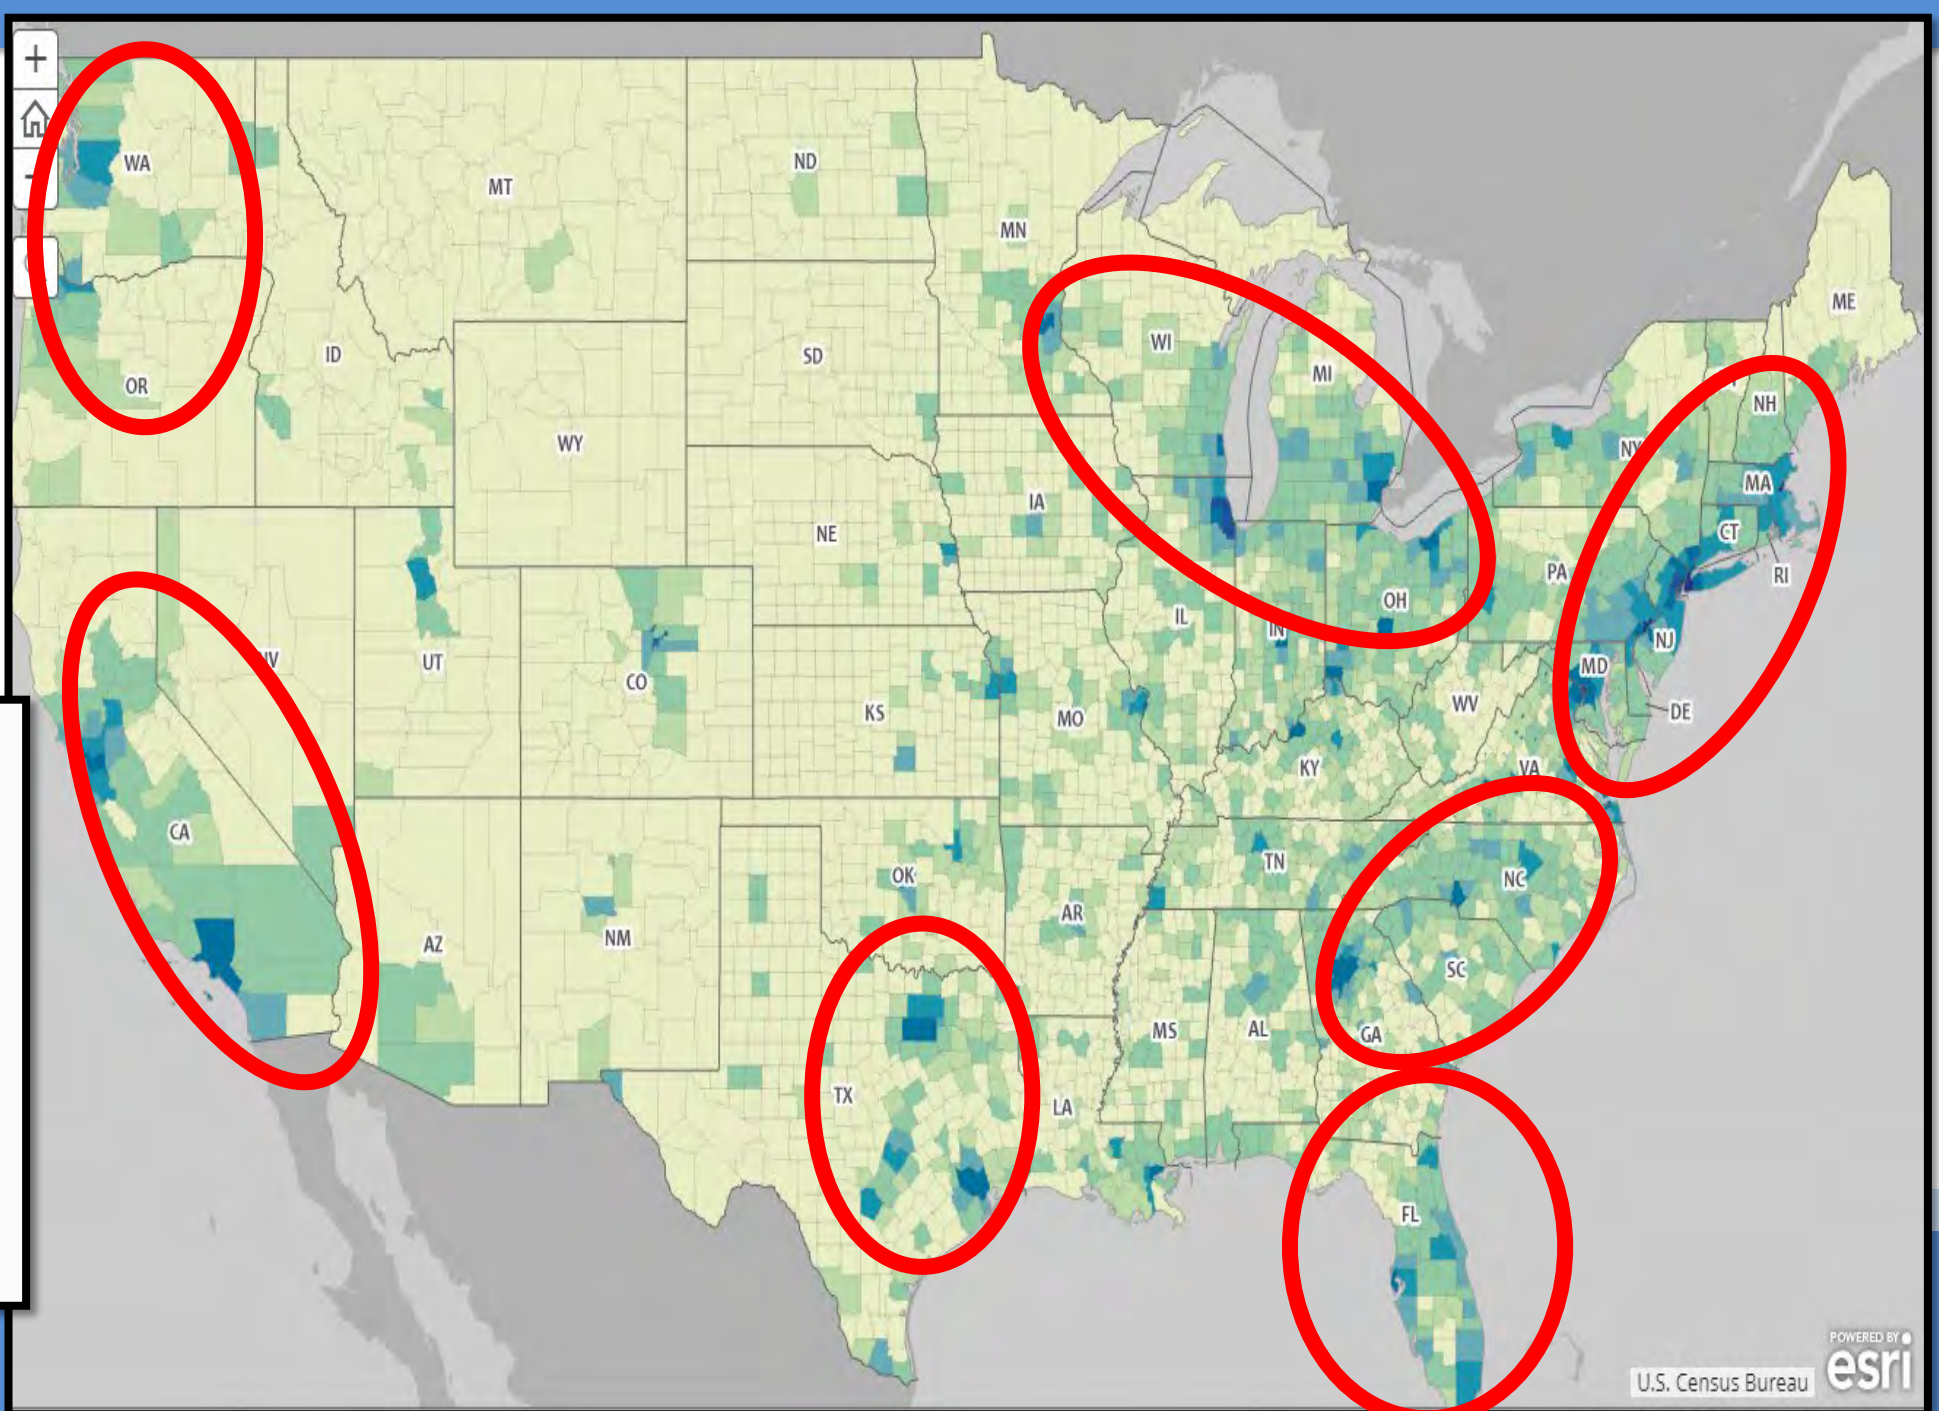 +
WA
MT
ND
MN
ME
OR
ID
SD
WI
MI
NH
WY
NY
MA
IA
NE
CT
PA
RI
OH
IL
IN
NJ
UT
CO
MD
KS
MO
WV
DE
KY
VA
CA
OK
TN
NC
AR
AZ
NM
SC
MS
AL
GA
TX
LA
FL
POWERED BY
esri
U.S. Census Bureau